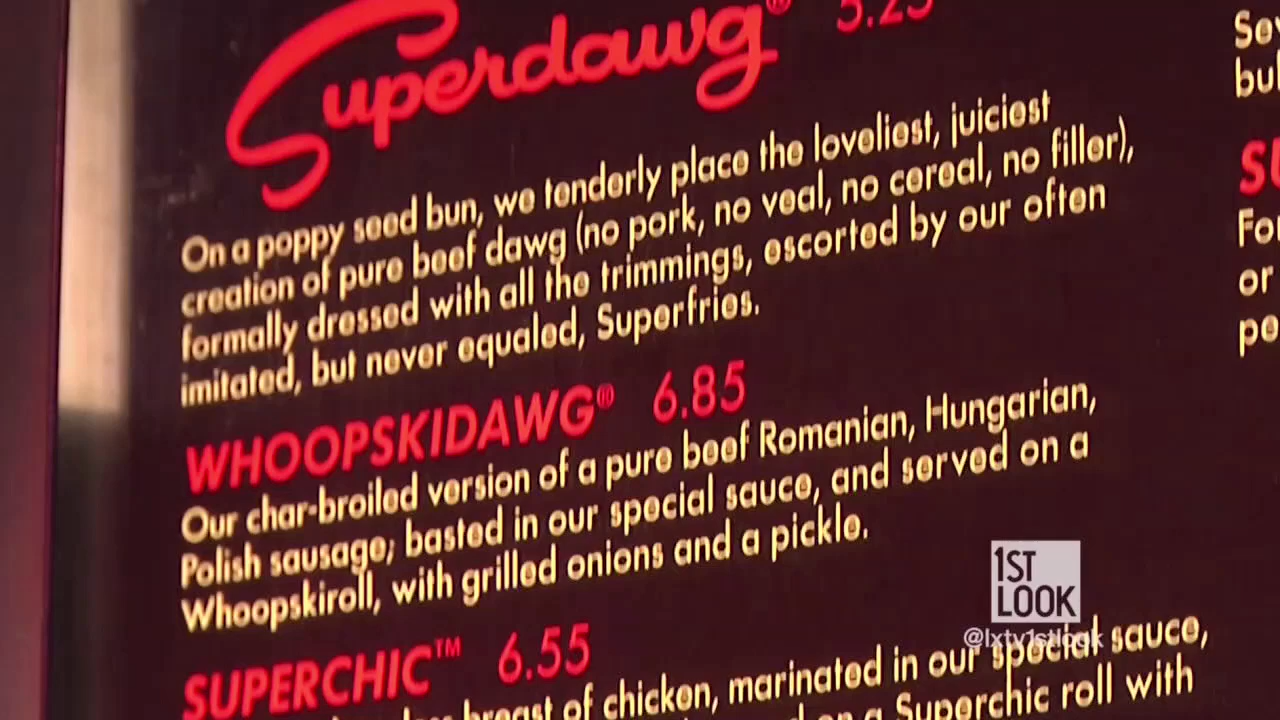 Superdawg® 5.25
On a poppy seed bun, we tenderly place the loveliest, juiciest
creation of pure beef dawg (no pork, no veal, no cereal, no filler),
formally dressed with all the trimmings, escorted by our often
imitated, but never equaled, Superfries.
WHOOPSKIDAWG® 6.85
Our char-broiled version of a pure beef Romanian, Hungarian,
Polish sausage; basted in our special sauce, and served on a
Whoopskiroll, with grilled onions and a pickle.
SUPERCHIC™ 6.55
breast of chicken, marinated in our special sauce,
on a Superchic roll with
or
1ST
LOOK
@lxtv1stlook